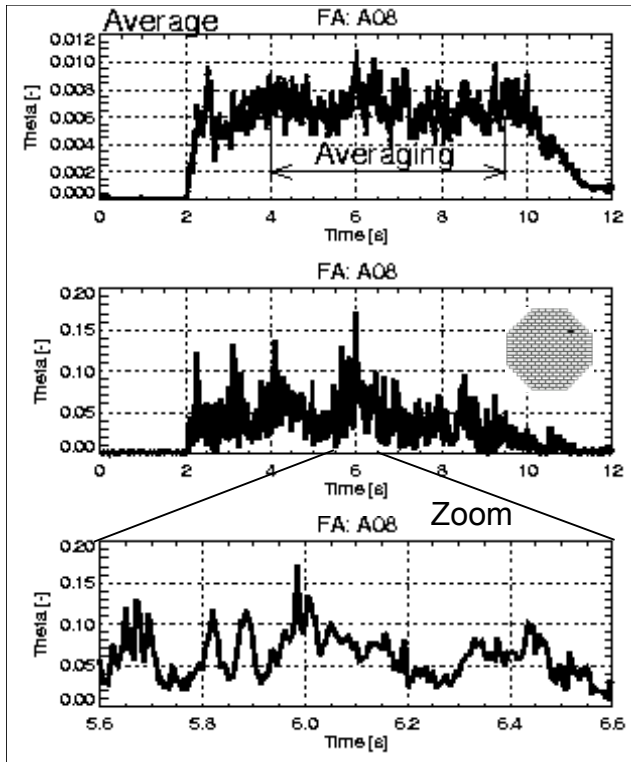 Average
FA: A08
0.012
0.010
0.008
0.006
0.004
0.002
0.000
Theta [-]
Averaging
0 2 4 6 8 10 12
Time [s]
FA: A08
0.20
0.15
0.10
0.05
0.00
Theta [-]
0 2 4 6 8 10 12
Time [s]
Zoom
FA: A08
0.20
0.15
0.10
0.05
0.00
Theta [-]
5.6 5.8 6.0 6.2 6.4 6.6
Time [s]